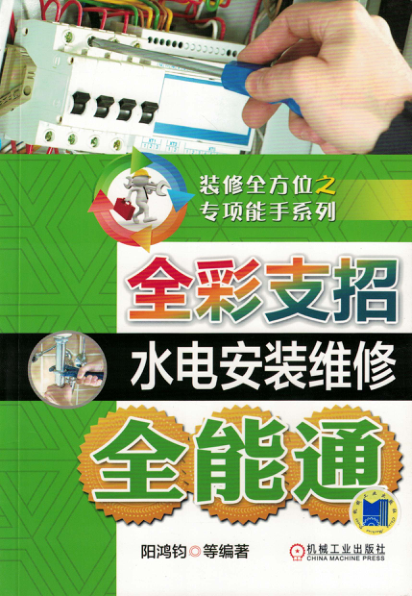 装修全方位之
专项能手系列
全彩支招
水电安装维修
全能通
阳鸿钧◎等编著
机械工业出版社
CHINA MACHINE PRESS